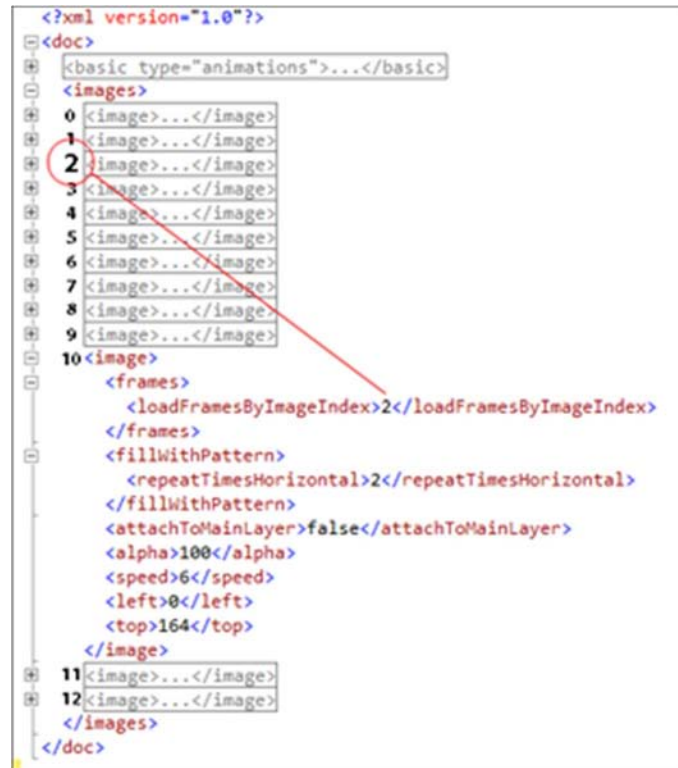 <?xml version="1.0"?>
<doc>
<basic type="animations">...</basic>
<images>
0 <image>...</image>
1 <image>...</image>
2 <image>...</image>
3 <image>...</image>
4 <image>...</image>
5 <image>...</image>
6 <image>...</image>
7 <image>...</image>
8 <image>...</image>
9 <image>...</image>
10 <image>
<frames>
<loadFramesByImageIndex>2</loadFramesByImageIndex>
</frames>
<fillWithPattern>
<repeatTimesHorizontal>2</repeatTimesHorizontal>
</fillWithPattern>
<attachToMainLayer>false</attachToMainLayer>
<alpha>100</alpha>
<speed>6</speed>
<left>0</left>
<top>164</top>
</image>
11 <image>...</image>
12 <image>...</image>
</images>
</doc>